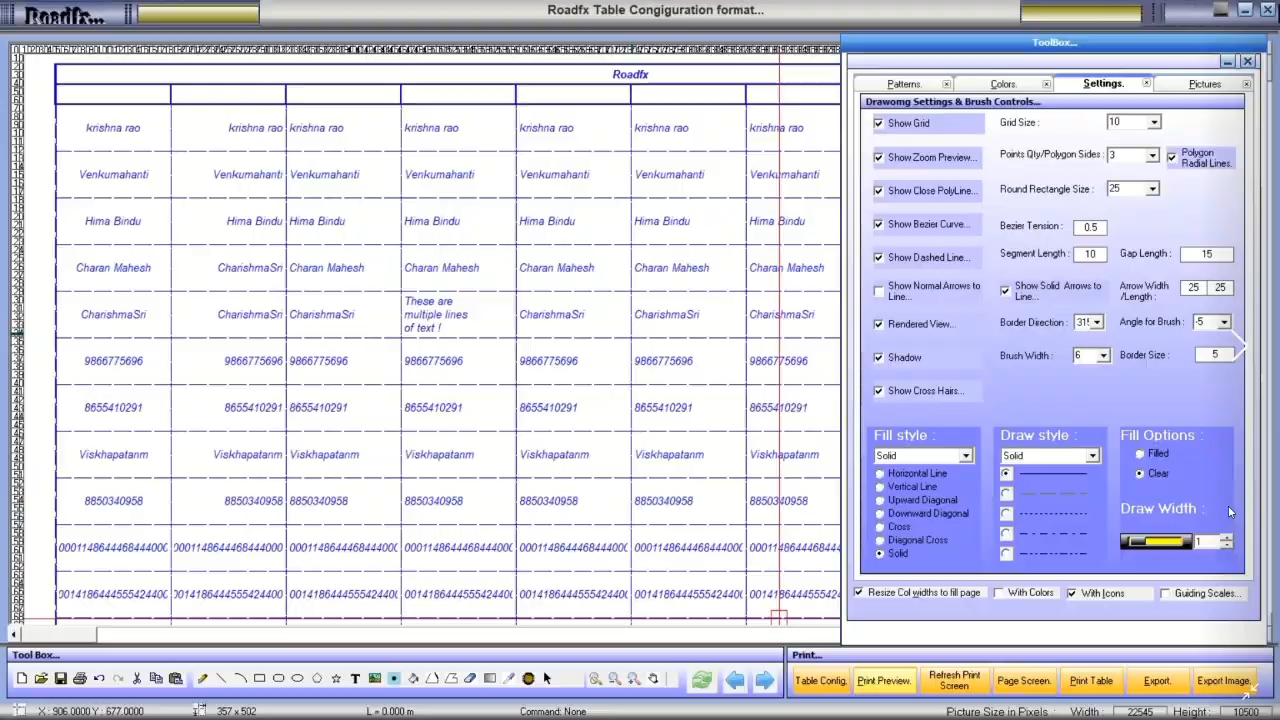 Roadfx...
Roadfx Table Congiguration format...
ToolBox...
Patterns.
Colors.
Settings.
Pictures
Drawomg Settings & Brush Controls...
Show Grid
Grid Size :
10
Show Zoom Preview...
Points Qty/Polygon Sides :
3
Polygon
Radial Lines.
Show Close PolyLine...
Round Rectangle Size :
25
Show Bezier Curve...
Bezier Tension :
0.5
Show Dashed Line...
Segment Length :
10
Gap Length :
15
Show Normal Arrows to
Line...
Show Solid Arrows to
Line...
Arrow Width
/Length:
25 25
Rendered View...
Border Direction :
315
Angle for Brush :
-5
Shadow
Brush Width :
6
Border Size :
5
Show Cross Hairs...
Fill style :
Solid
Horizontal Line
Vertical Line
Upward Diagonal
Downward Diagonal
Cross
Diagonal Cross
Solid
Draw style :
Solid
Fill Options :
Filled
Clear
Draw Width :
1
Resize Col widths to fill page
With Colors
With Icons
Guiding Scales...
Roadfx
krishna rao krishna rao krishna rao krishna rao krishna rao krishna rao krishna rao
Venkumahanti Venkumahanti Venkumahanti Venkumahanti Venkumahanti Venkumahanti Venkumahanti
Hima Bindu Hima Bindu Hima Bindu Hima Bindu Hima Bindu Hima Bindu Hima Bindu
Charan Mahesh CharishmaSri Charan Mahesh Charan Mahesh Charan Mahesh Charan Mahesh Charan Mahesh
CharishmaSri CharishmaSri CharishmaSri These are CharishmaSri CharishmaSri CharishmaSri
multiple lines
of text !
9866775696 9866775696 9866775696 9866775696 9866775696 9866775696 9866775696
8655410291 8655410291 8655410291 8655410291 8655410291 8655410291 8655410291
Viskhapatanm Viskhapatanm Viskhapatanm Viskhapatanm Viskhapatanm Viskhapatanm Viskhapatanm
8850340958 8850340958 8850340958 8850340958 8850340958 8850340958 8850340958
Tool Box...
Print...
Table Config.
Print Preview.
Refresh Print
Screen
Page Screen.
Print Table
Export.
Export Image.
X : 906.0000 Y : 677.0000
357 x 502
L = 0.000 m
Command: None
Picture Size in Pixels : Width : 22545 Height: 10500